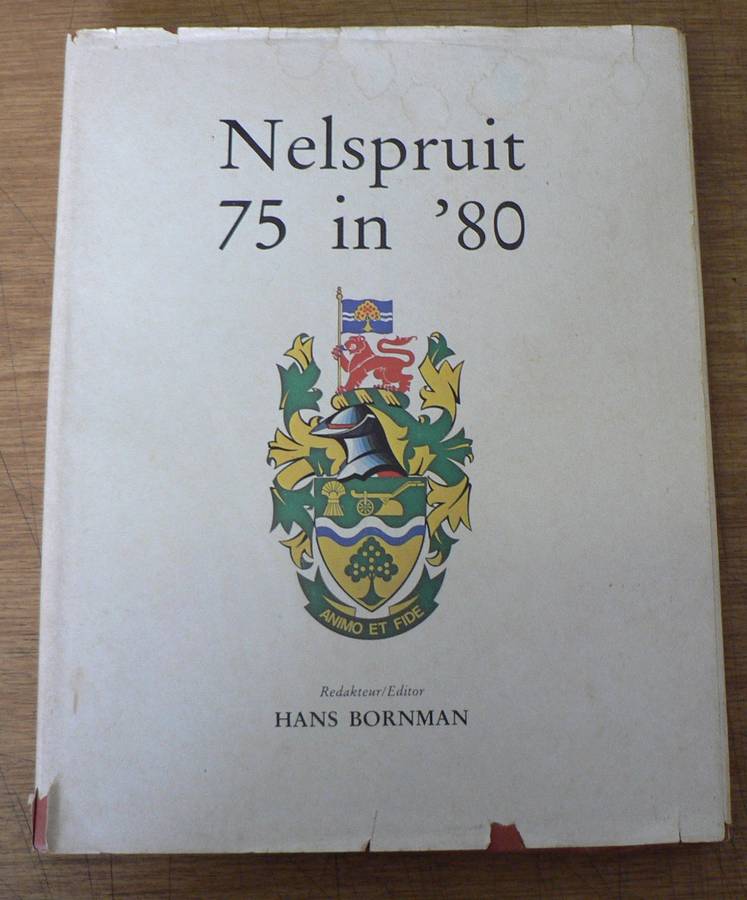 Nelspruit
75 in ’80
ANIMO ET FIDE
Redakteur/Editor
HANS BORNMAN